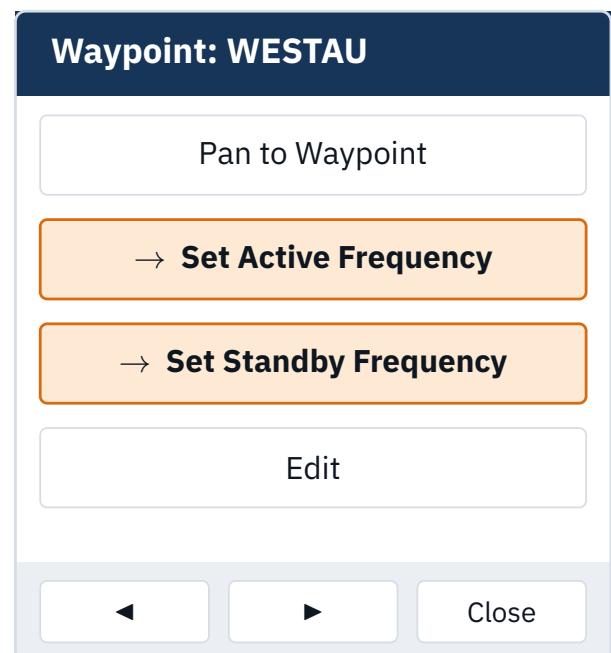 Waypoint: WESTAU
Pan to Waypoint
→ Set Active Frequency
→ Set Standby Frequency
Edit
◄ ► Close